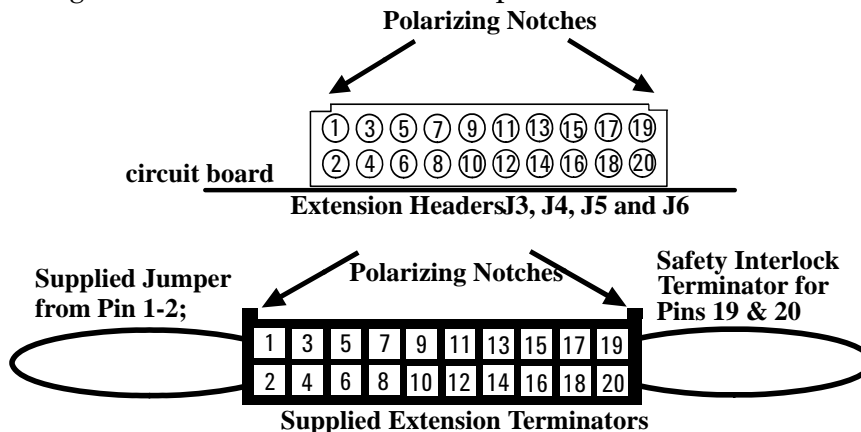 Polarizing Notches
1 3 5 7 9 11 13 15 17 19
2 4 6 8 10 12 14 16 18 20
circuit board
Extension HeadersJ3, J4, J5 and J6
Supplied Jumper
from Pin 1-2;
Polarizing Notches
Safety Interlock
Terminator for
Pins 19 & 20
1 3 5 7 9 11 13 15 17 19
2 4 6 8 10 12 14 16 18 20
Supplied Extension Terminators